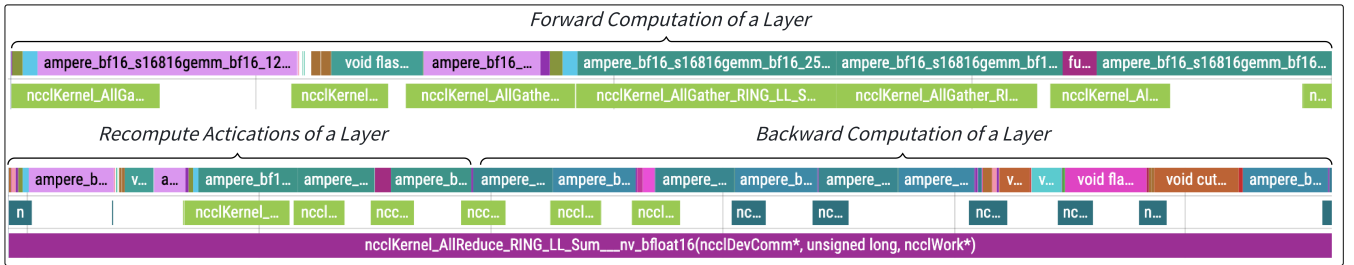 Forward Computation of a Layer
ampere_bf16_s16816gemm_bf16_12... void flas... ampere_bf16_... ampere_bf16_s16816gemm_bf16_25... ampere_bf16_s16816gemm_bf1... fu... ampere_bf16_s16816gemm_bf16...
ncclKernel_AllGa... ncclKernel... ncclKernel_AllGathe... ncclKernel_AllGather_RING_LL_S... ncclKernel_AllGather_RI... ncclKernel_Al... n...
Recompute Actications of a Layer Backward Computation of a Layer
ampere_b... v... a... ampere_bf1... ampere_... ampere_b... ampere_... ampere_b... ampere_... ampere_b... ampere_... ampere_... v... v... void fla... void cut... ampere_b...
n ncclKernel_... nccl... ncc... ncc... nccl... nccl... nc... nc... nc... nc... n...
ncclKernel_AllReduce_RING_LL_Sum___nv_bfloat16(ncclDevComm*, unsigned long, ncclWork*)